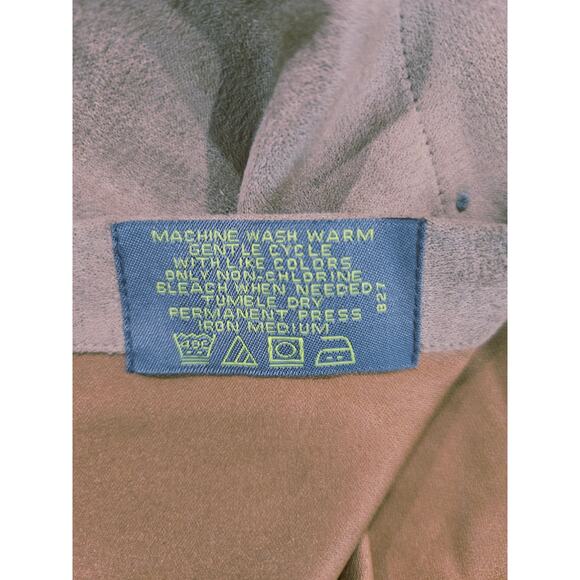 MACHINE WASH WARM
GENTLE CYCLE
WITH LIKE COLORS
ONLY NON-CHLORINE
BLEACH WHEN NEEDED
TUMBLE DRY
PERMANENT PRESS
IRON MEDIUM
827
40C